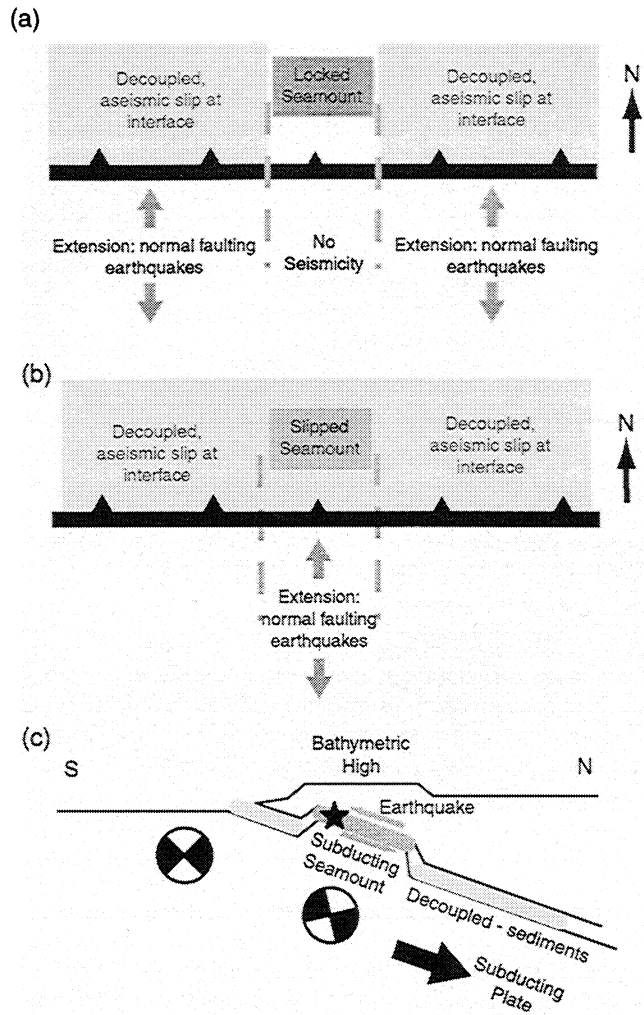 (a)
Decoupled,
aseismic slip at
interface
Locked
Seamount
Decoupled,
aseismic slip at
interface
N
Extension: normal faulting
earthquakes
No
Seismicity
Extension: normal faulting
earthquakes
(b)
Decoupled,
aseismic slip at
interface
Slipped
Seamount
Decoupled,
aseismic slip at
interface
N
Extension:
normal faulting
earthquakes
(c)
S
Bathymetric
High
N
Earthquake
Subducting
Seamount
Decoupled - sediments
Subducting
Plate